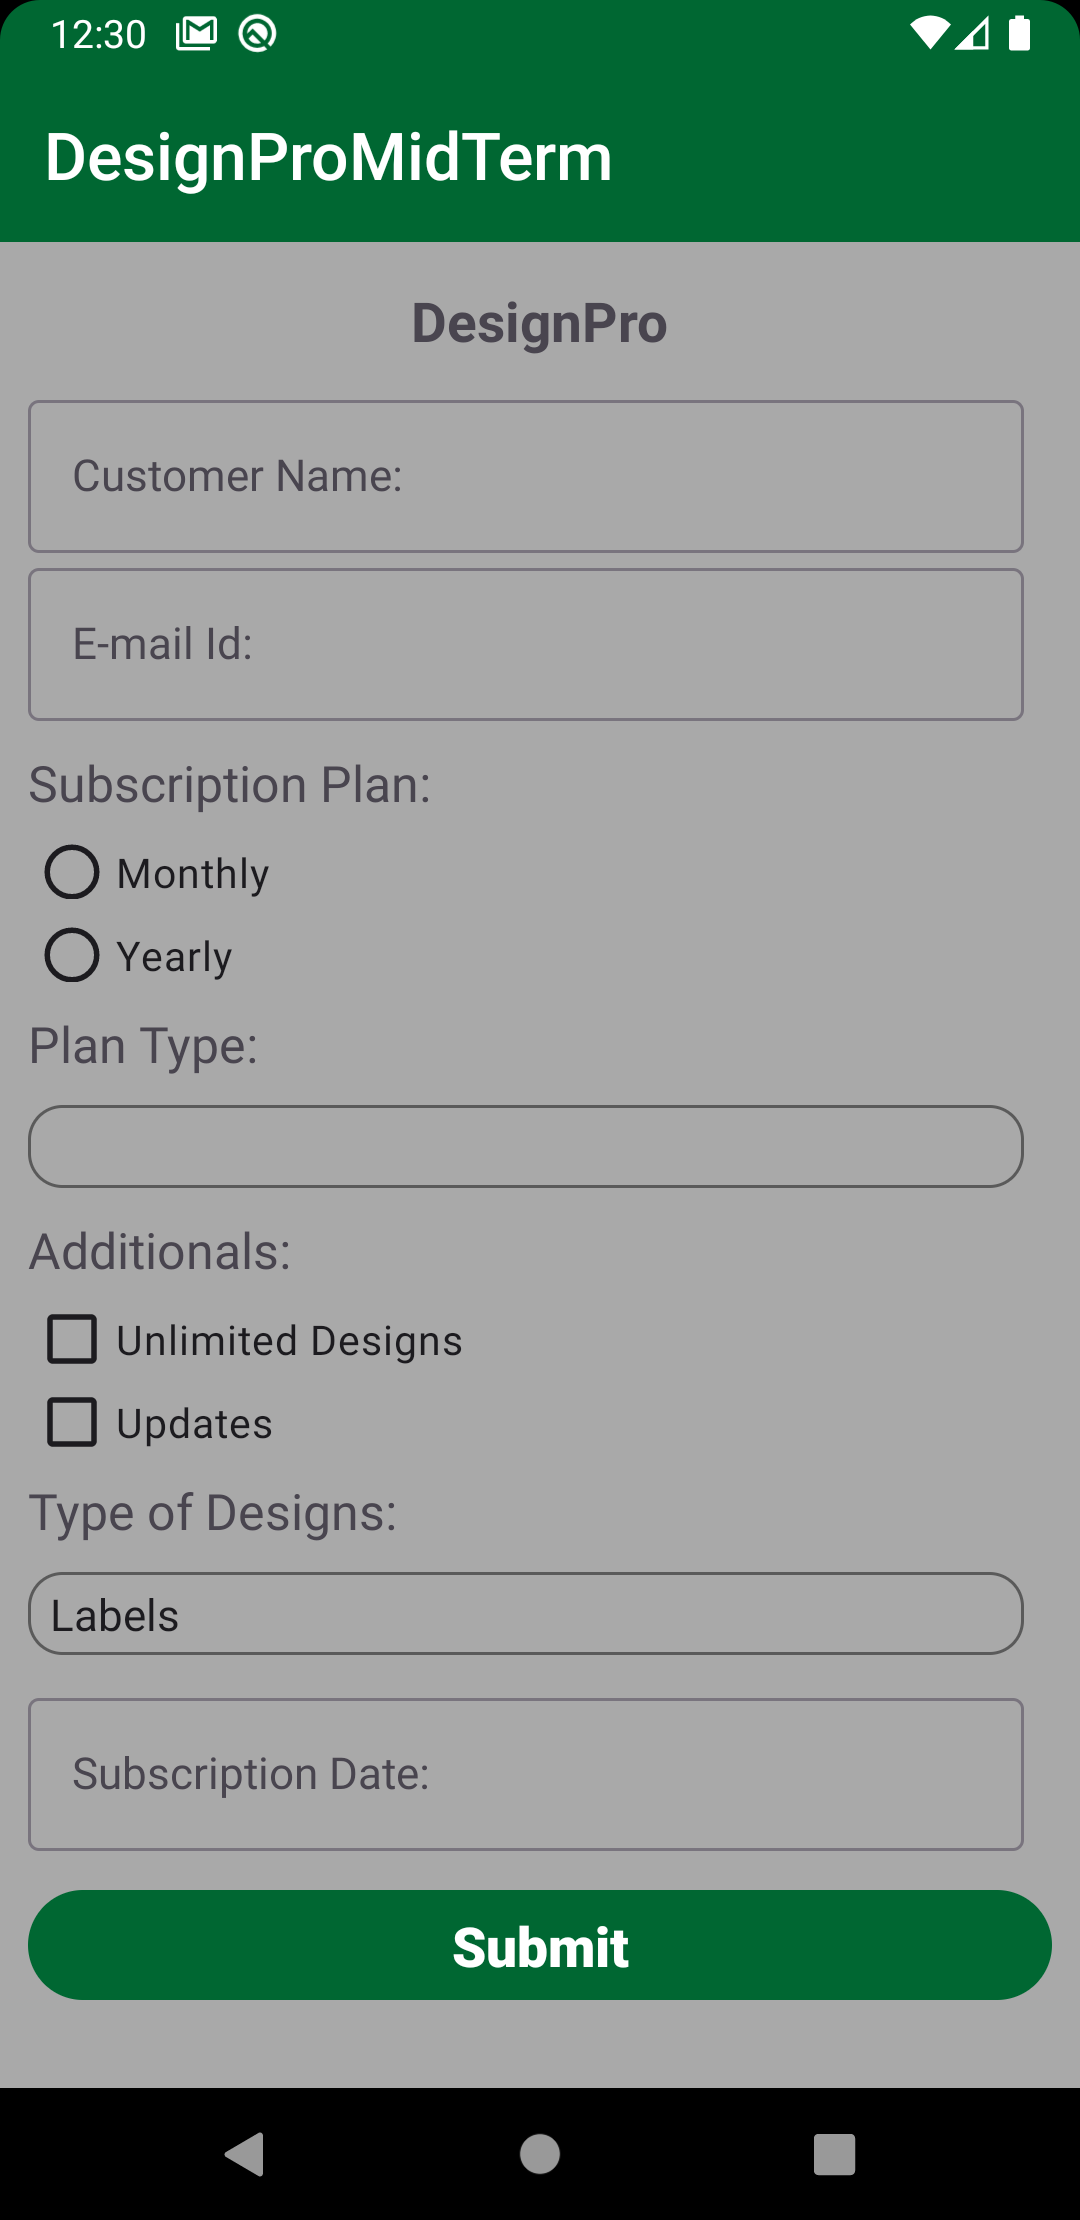 12:30
DesignProMidTerm
DesignPro
Customer Name:
E-mail Id:
Subscription Plan:
Monthly
Yearly
Plan Type:
Additionals:
Unlimited Designs
Updates
Type of Designs:
Labels
Subscription Date:
Submit